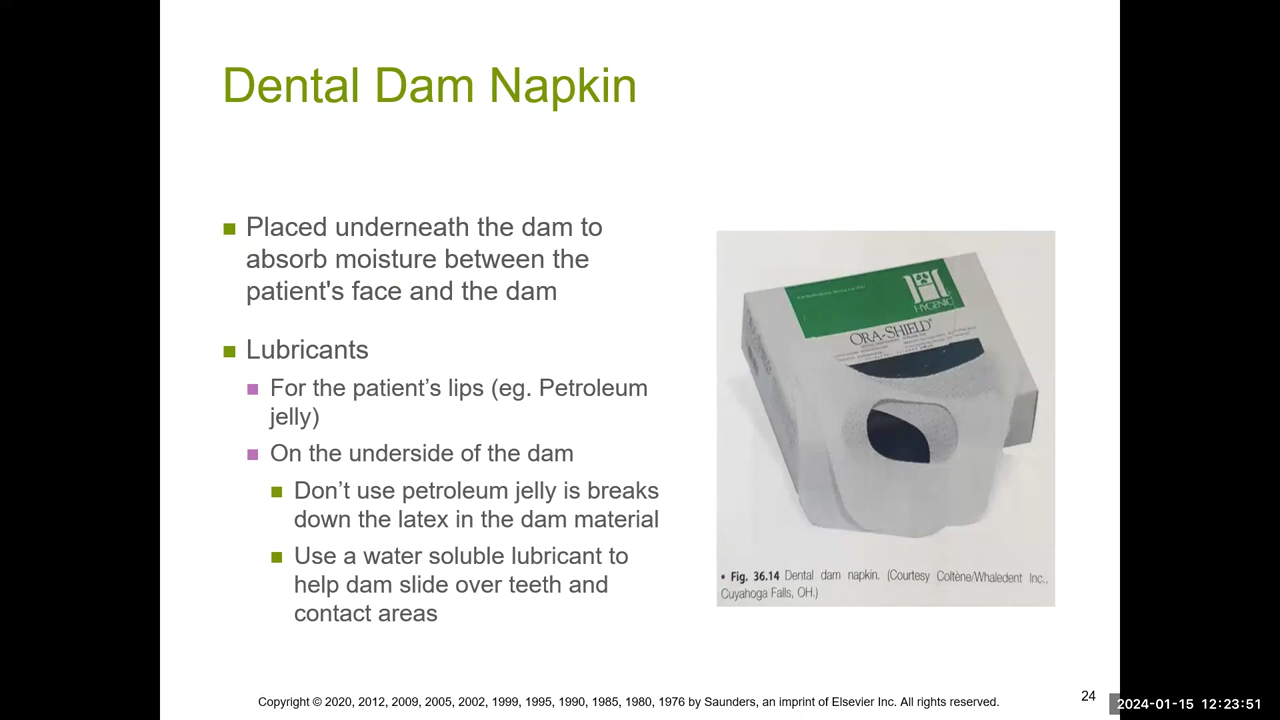 Dental Dam Napkin
■ Placed underneath the dam to
absorb moisture between the
patient's face and the dam
■ Lubricants
■ For the patient’s lips (eg. Petroleum
jelly)
■ On the underside of the dam
■ Don’t use petroleum jelly is breaks
down the latex in the dam material
■ Use a water soluble lubricant to
help dam slide over teeth and
contact areas
HYGENIC
ORA-SHIELD®
• Fig. 36.14 Dental dam napkin. (Courtesy Coltène/Whaledent Inc.,
Cuyahoga Falls, OH.)
Copyright © 2020, 2012, 2009, 2005, 2002, 1999, 1995, 1990, 1985, 1980, 1976 by Saunders, an imprint of Elsevier Inc. All rights reserved.
24
2024-01-15 12:23:51